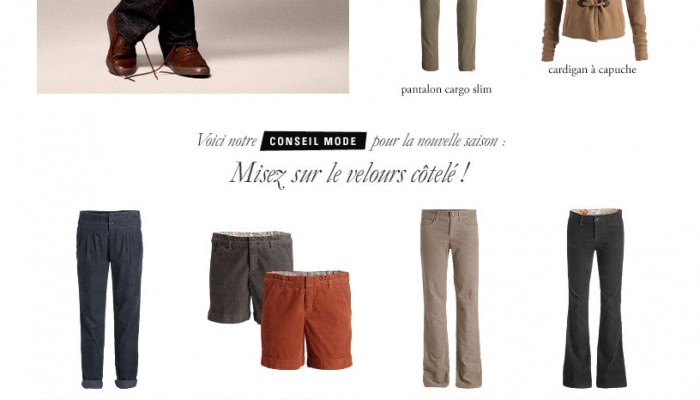 cardigan à capuche
pantalon cargo slim
Voici notre CONSEIL MODE pour la nouvelle saison :
Misez sur le velours côtelé !